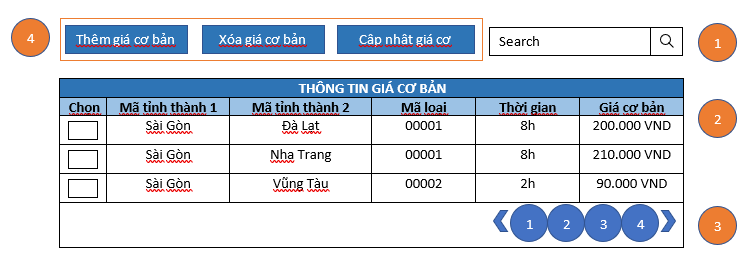 4 Thêm giá cơ bản Xóa giá cơ bản Câp nhât giá cơ Search 1
THÔNG TIN GIÁ CƠ BẢN
Chọn Mã tỉnh thành 1 Mã tỉnh thành 2 Mã loại Thời gian Giá cơ bản 2
Sài Gòn Đà Lạt 00001 8h 200.000 VND
Sài Gòn Nha Trang 00001 8h 210.000 VND
Sài Gòn Vũng Tàu 00002 2h 90.000 VND
1 2 3 4 3